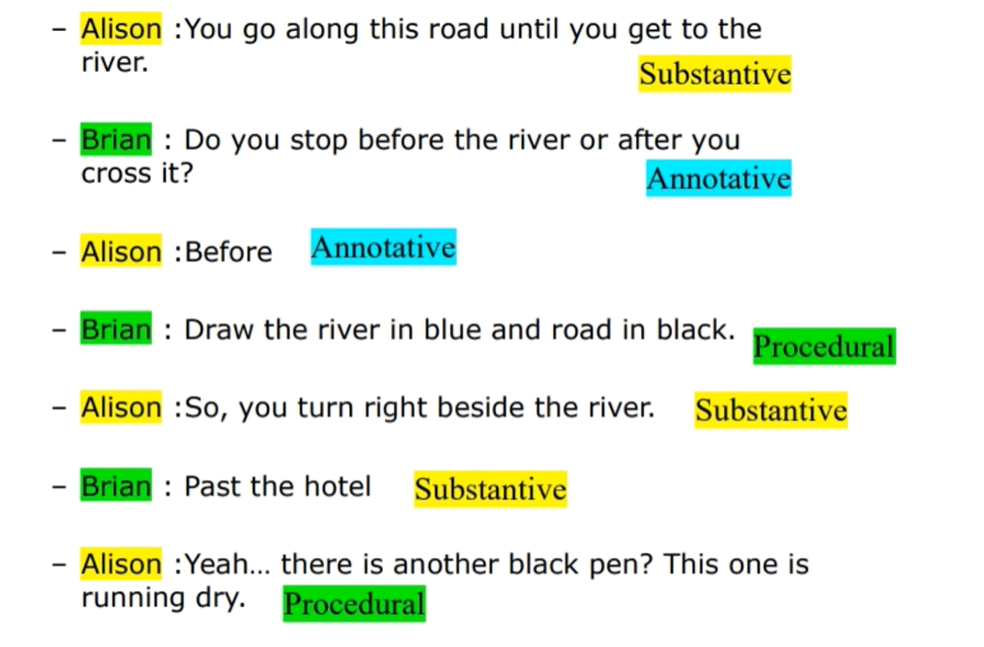 – Alison :You go along this road until you get to the
river.
Substantive
– Brian : Do you stop before the river or after you
cross it?
Annotative
– Alison :Before Annotative
– Brian : Draw the river in blue and road in black.
Procedural
– Alison :So, you turn right beside the river. Substantive
– Brian : Past the hotel Substantive
– Alison :Yeah... there is another black pen? This one is
running dry. Procedural